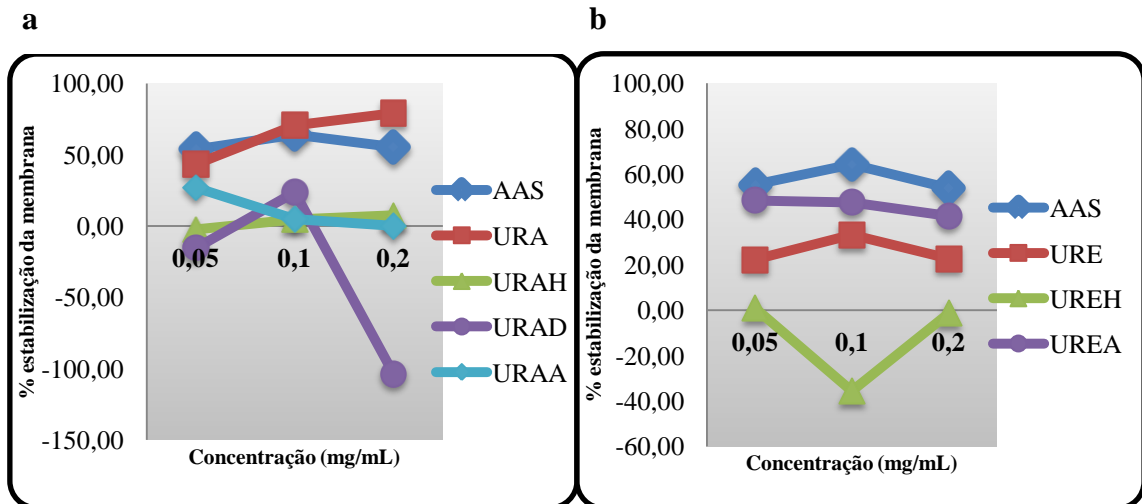 a
% estabilização da membrana
100,00
50,00
0,00
-50,00
-100,00
-150,00
0,05
0,1
0,2
Concentração (mg/mL)
AAS
URA
URAH
URAD
URAA
b
% estabilização da membrana
100,00
80,00
60,00
40,00
20,00
0,00
-20,00
-40,00
-60,00
0,05
0,1
0,2
Concentração (mg/mL)
AAS
URE
UREH
UREA